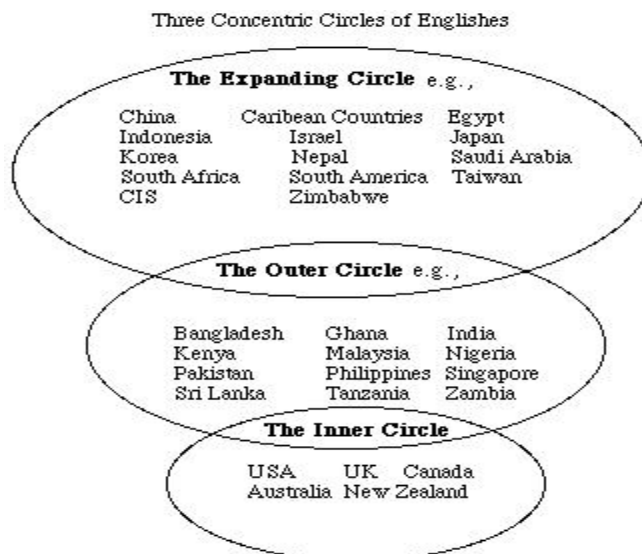 Three Concentric Circles of Englishes
The Expanding Circle e.g.,
China Caribean Countries Egypt
Indonesia Israel Japan
Korea Nepal Saudi Arabia
South Africa South America Taiwan
CIS Zimbabwe
The Outer Circle e.g.,
Bangladesh Ghana India
Kenya Malaysia Nigeria
Pakistan Philippines Singapore
Sri Lanka Tanzania Zambia
The Inner Circle
USA UK Canada
Australia New Zealand